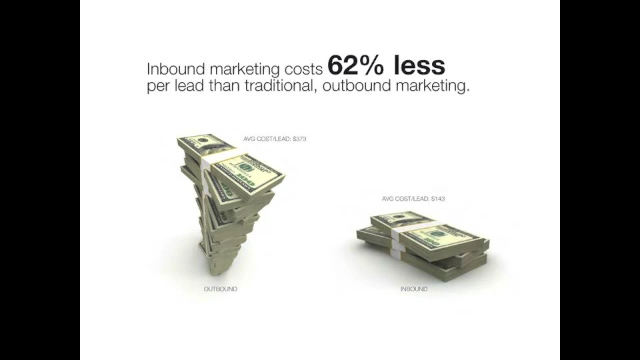 Inbound marketing costs 62% less
per lead than traditional, outbound marketing.
AVG COST/LEAD: $373
AVG COST/LEAD: $143
OUTBOUND
INBOUND